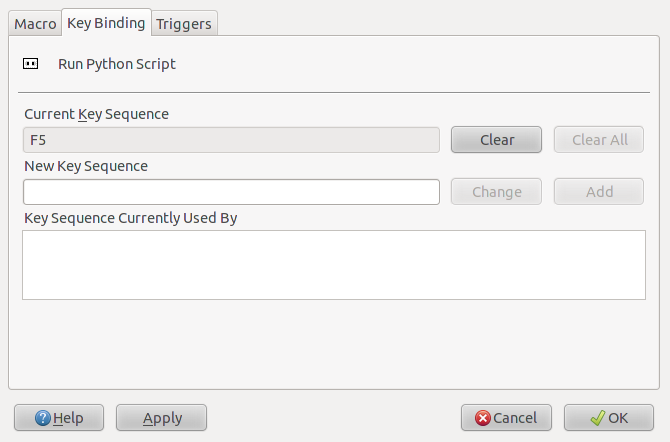 Macro Key Binding Triggers
Run Python Script
Current Key Sequence
F5 Clear Clear All
New Key Sequence
Change Add
Key Sequence Currently Used By
Help Apply Cancel OK